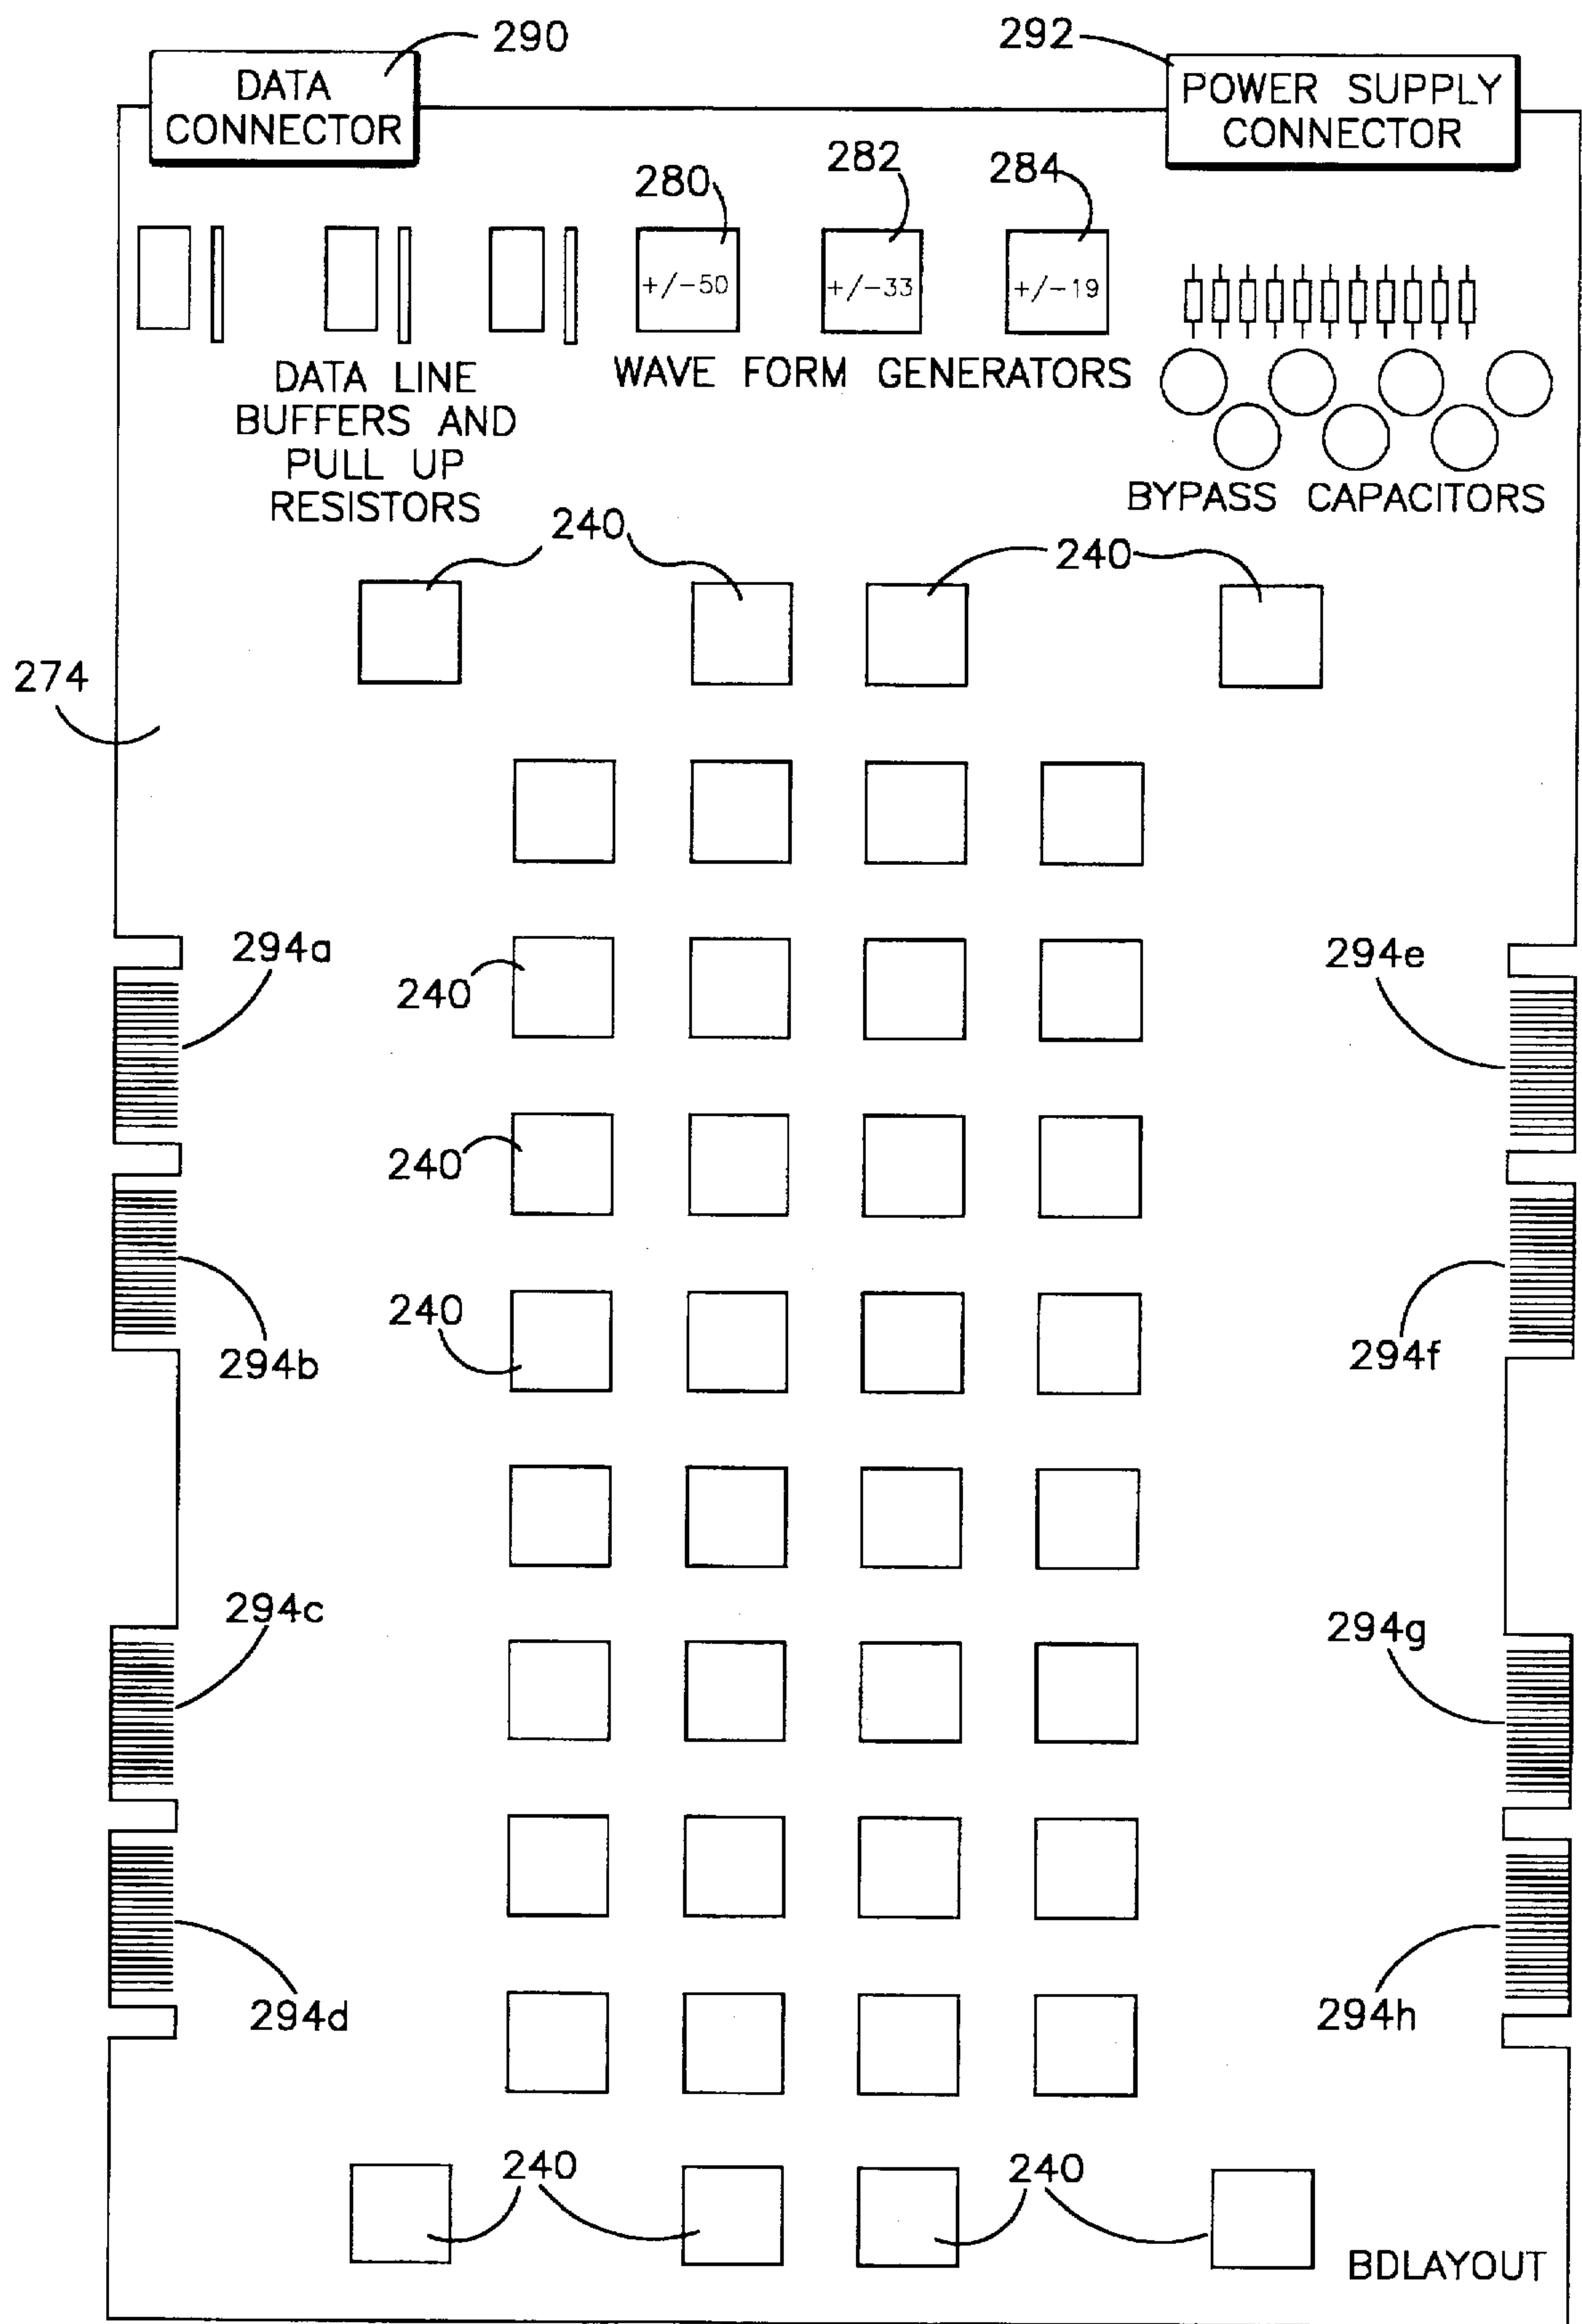 290
292
DATA
CONNECTOR
POWER SUPPLY
CONNECTOR
280
282
284
+/-50
+/-33
+/-19
DATA LINE
BUFFERS AND
PULL UP
RESISTORS
WAVE FORM GENERATORS
BYPASS CAPACITORS
240
240
274
294a
240
294e
240
240
294b
294f
294c
294g
294d
294h
240
240
BDLAYOUT